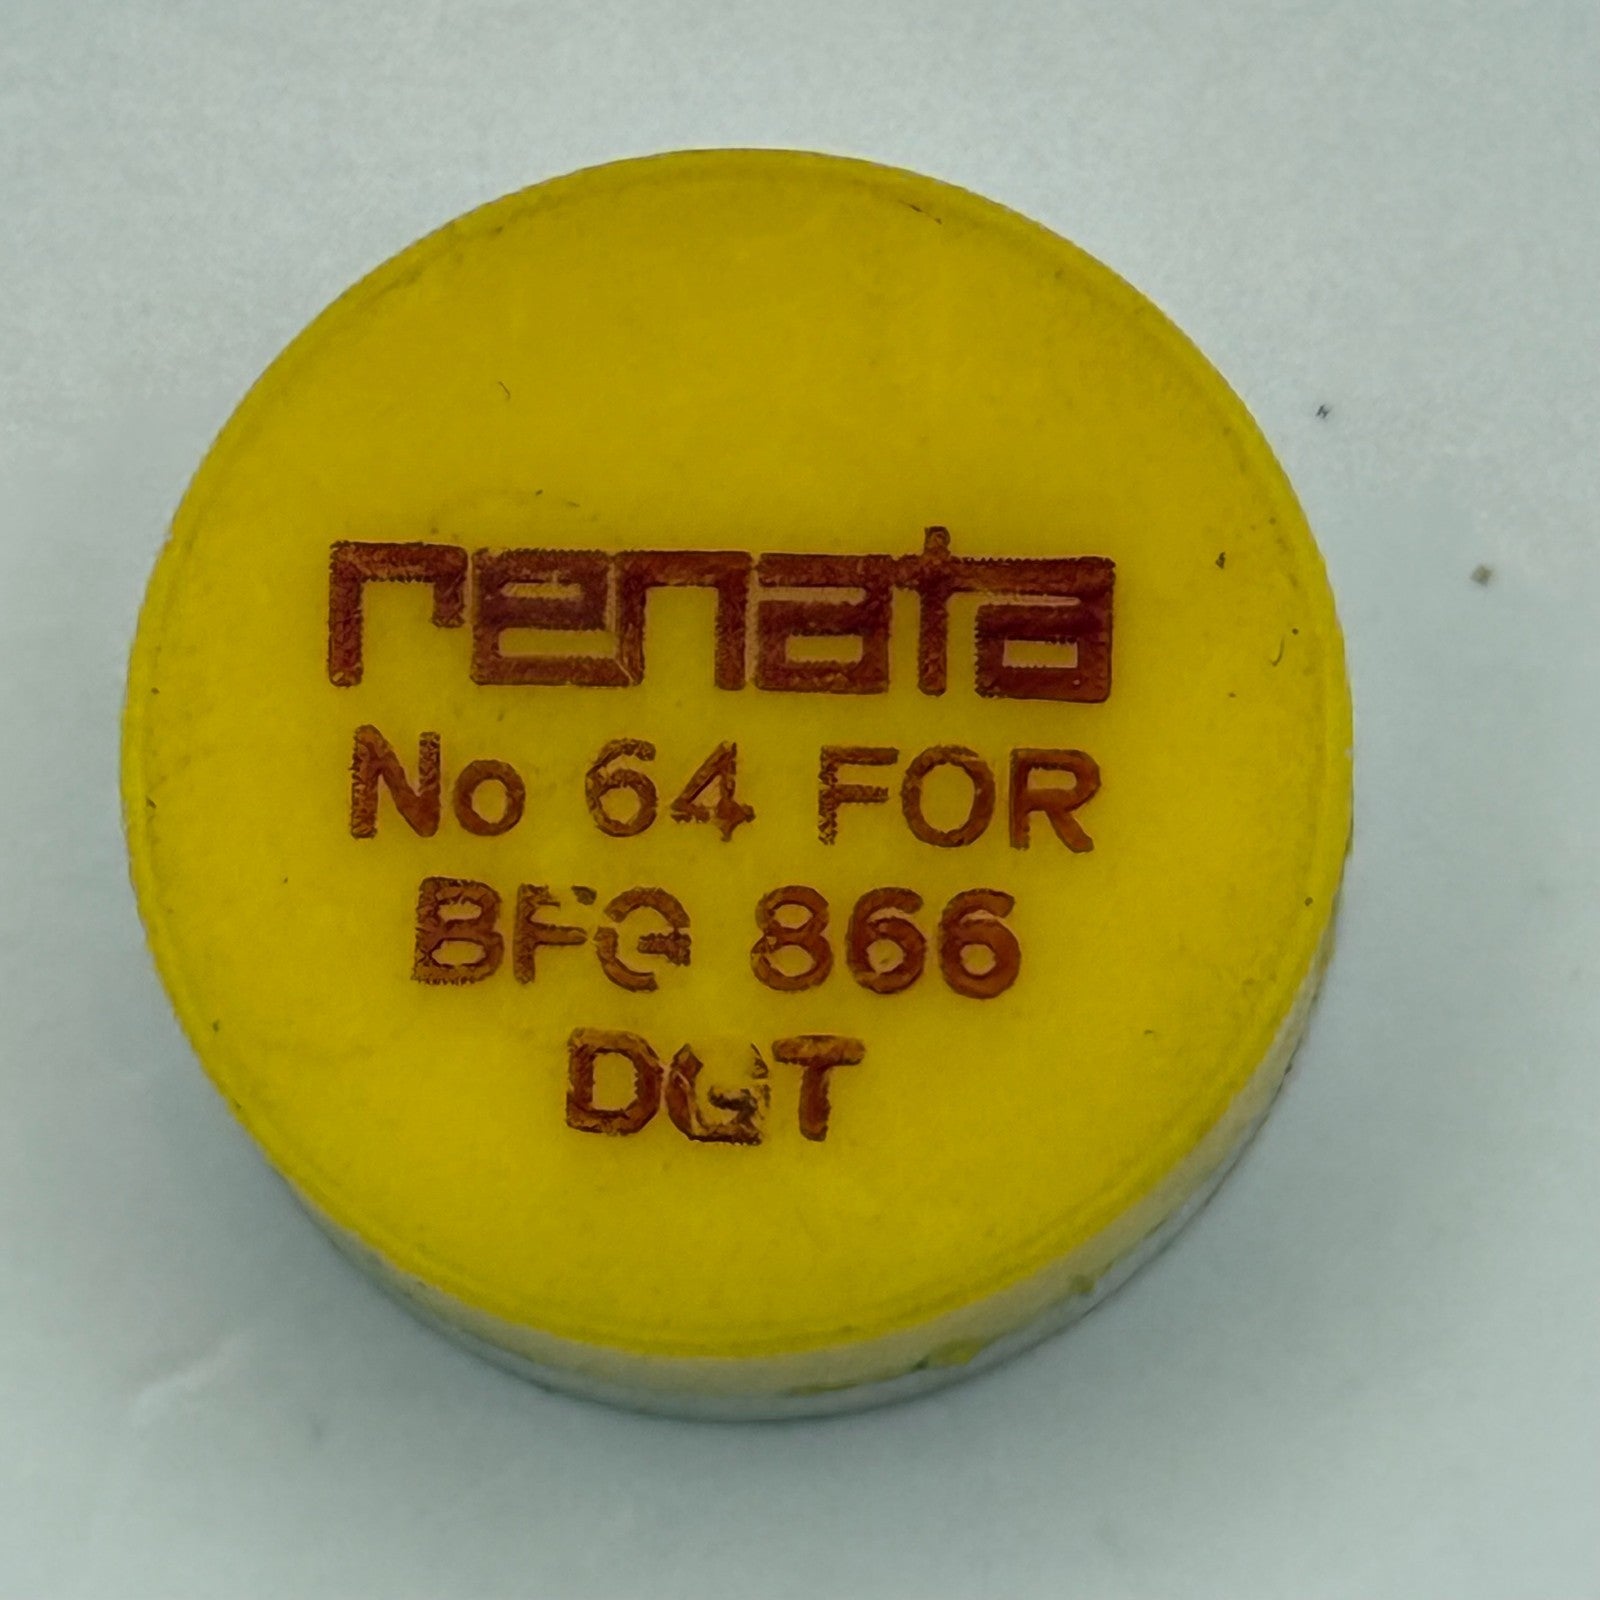 renata
No 64 FOR
BFG 866
DGT